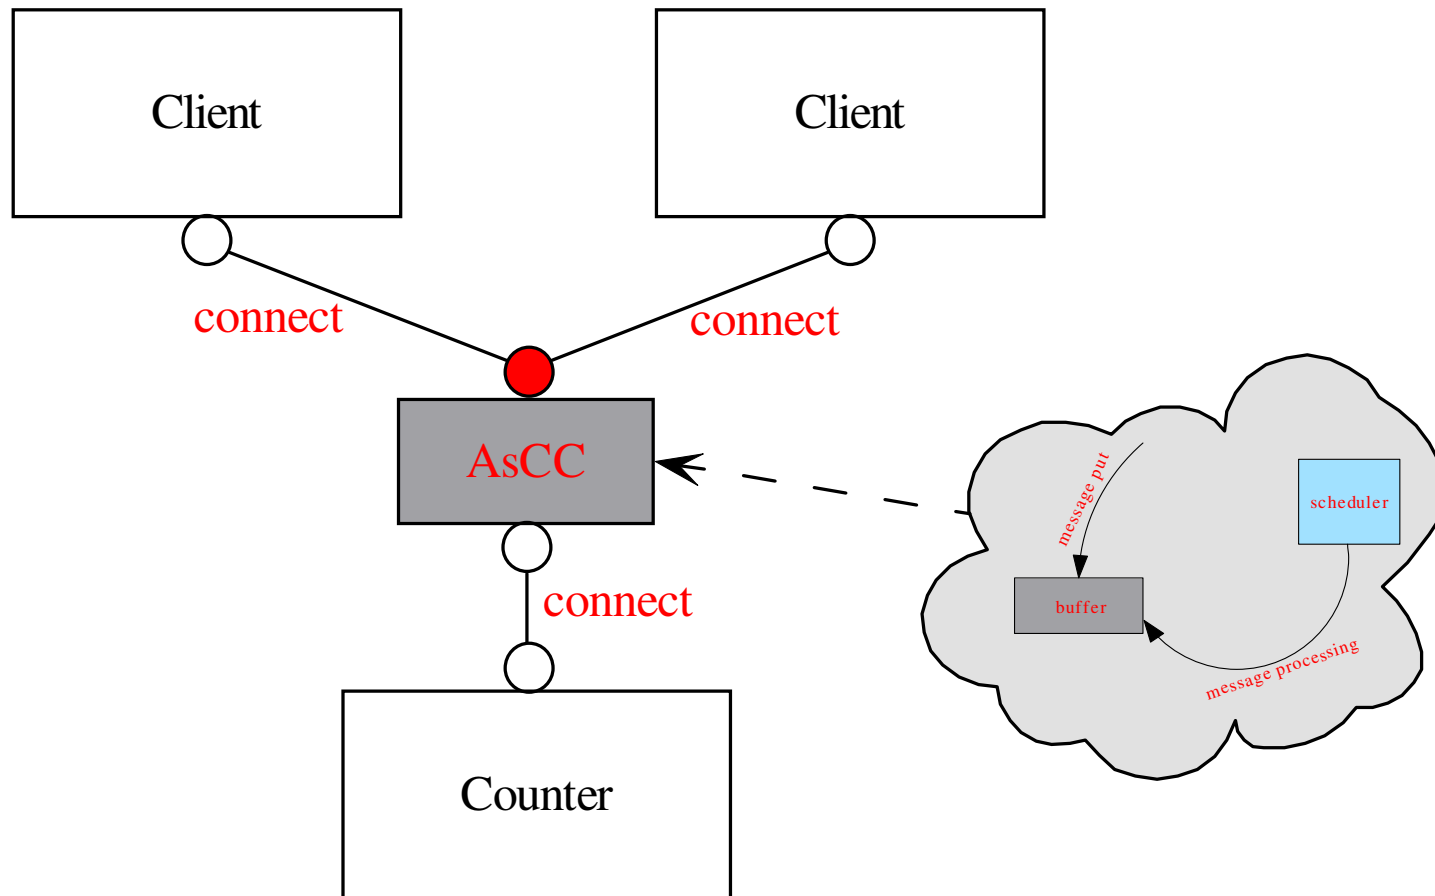 Client
Client
connect
connect
AsCC
message put
scheduler
buffer
connect
message processing
Counter